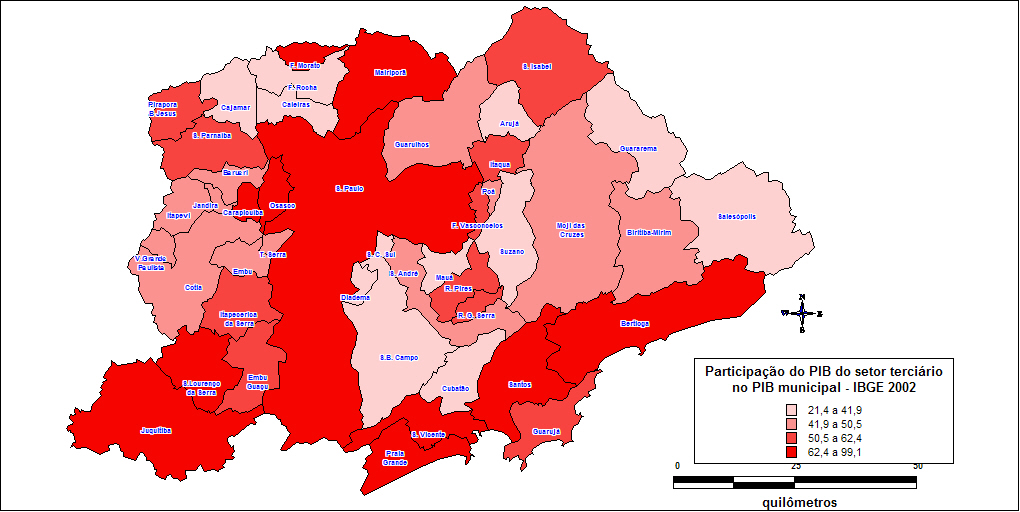 F. Morato
Mairiporã
S. Isabel
F. Rocha
Pirapora
B.Jesus
Cajamar
Caieiras
Arujá
S. Parnaíba
Guarulhos
Guararema
Itaqua
Barueri
S. Paulo
Poá
Jandira
Osasco
Carapicuiba
Itapevi
Salesópolis
F. Vasconcelos
Moji das
Cruzes
Biritiba-Mirim
Suzano
T. Serra
S. C. Sul
V.Grande
Paulista
Embu
S. André
Mauá
Cotia
R. Pires
Diadema
Itapecerica
da Serra
R. G. Serra
Bertioga
N
W E
S
S.B. Campo
Embu
Guaçu
S.Lourenço
da Serra
Santos
Cubatão
Juquitiba
S. Vicente
Guarujá
Praia
Grande
Participação do PIB do setor terciário
no PIB municipal - IBGE 2002
21,4 a 41,9
41,9 a 50,5
50,5 a 62,4
62,4 a 99,1
0 25 50
quilômetros